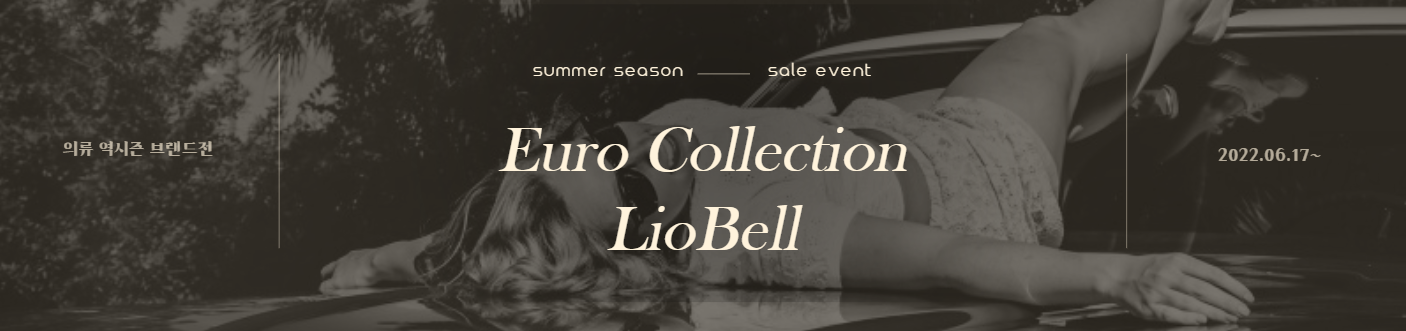 summer season — sale event
의류 역시즌 브랜드전
Euro Collection
LioBell
2022.06.17~